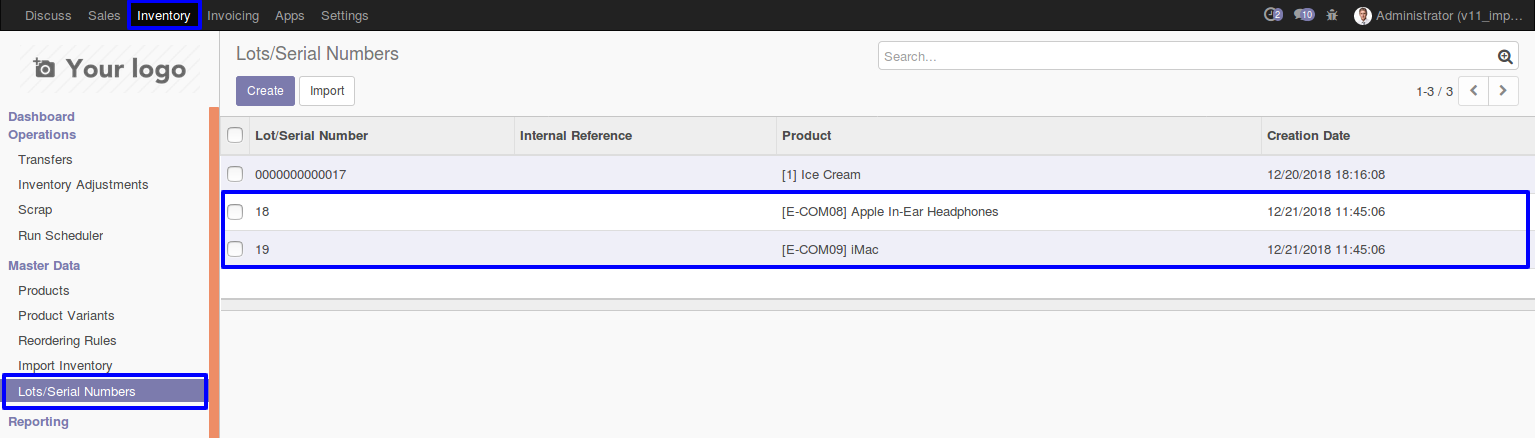 Discuss Sales Inventory Invoicing Apps Settings 2 10 Administrator (v11_imp...
Your logo
Lots/Serial Numbers
Search...
Create Import
1-3 / 3
Dashboard
Operations
Transfers
Inventory Adjustments
Scrap
Run Scheduler
Master Data
Products
Product Variants
Reordering Rules
Import Inventory
Lots/Serial Numbers
Reporting
Lot/Serial Number Internal Reference Product Creation Date
0000000000017 [1] Ice Cream 12/20/2018 18:16:08
18 [E-COM08] Apple In-Ear Headphones 12/21/2018 11:45:06
19 [E-COM09] iMac 12/21/2018 11:45:06